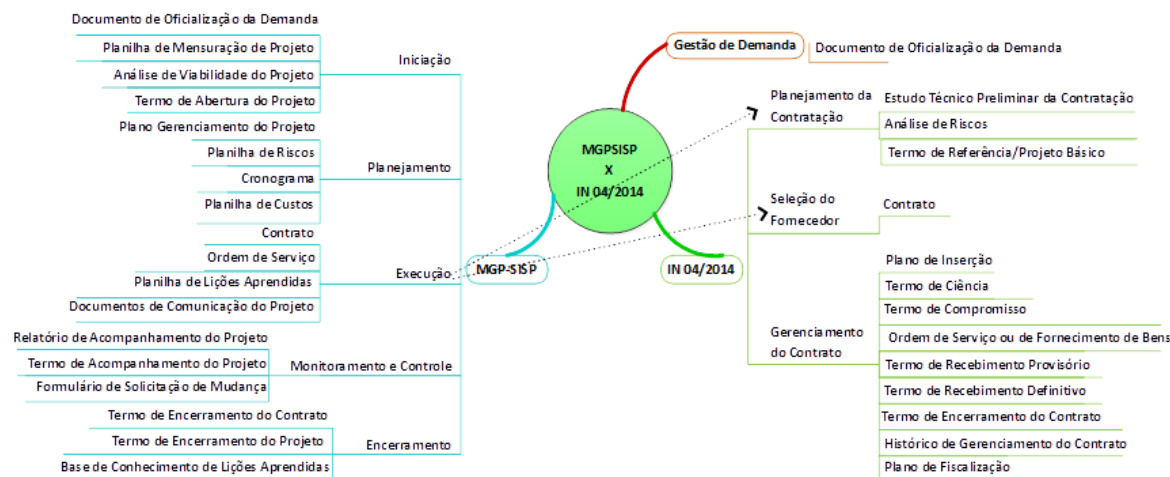 Documento de Oficialização da Demanda
Planilha de Mensuração de Projeto
Análise de Viabilidade do Projeto
Termo de Abertura do Projeto
Iniciação
Plano Gerenciamento do Projeto
Planilha de Riscos
Cronograma
Planilha de Custos
Planejamento
Contrato
Ordem de Serviço
Planilha de Lições Aprendidas
Documentos de Comunicação do Projeto
Execução
Relatório de Acompanhamento do Projeto
Termo de Acompanhamento do Projeto
Formulário de Solicitação de Mudança
Monitoramento e Controle
Termo de Encerramento do Contrato
Termo de Encerramento do Projeto
Base de Conhecimento de Lições Aprendidas
Encerramento
MGP-SISP
MGPSISP
X
IN 04/2014
Gestão de Demanda
Documento de Oficialização da Demanda
IN 04/2014
Planejamento da
Contratação
Estudo Técnico Preliminar da Contratação
Análise de Riscos
Termo de Referência/Projeto Básico
Seleção do
Fornecedor
Contrato
Gerenciamento
do Contrato
Plano de Inserção
Termo de Ciência
Termo de Compromisso
Ordem de Serviço ou de Fornecimento de Bens
Termo de Recebimento Provisório
Termo de Recebimento Definitivo
Termo de Encerramento do Contrato
Histórico de Gerenciamento do Contrato
Plano de Fiscalização